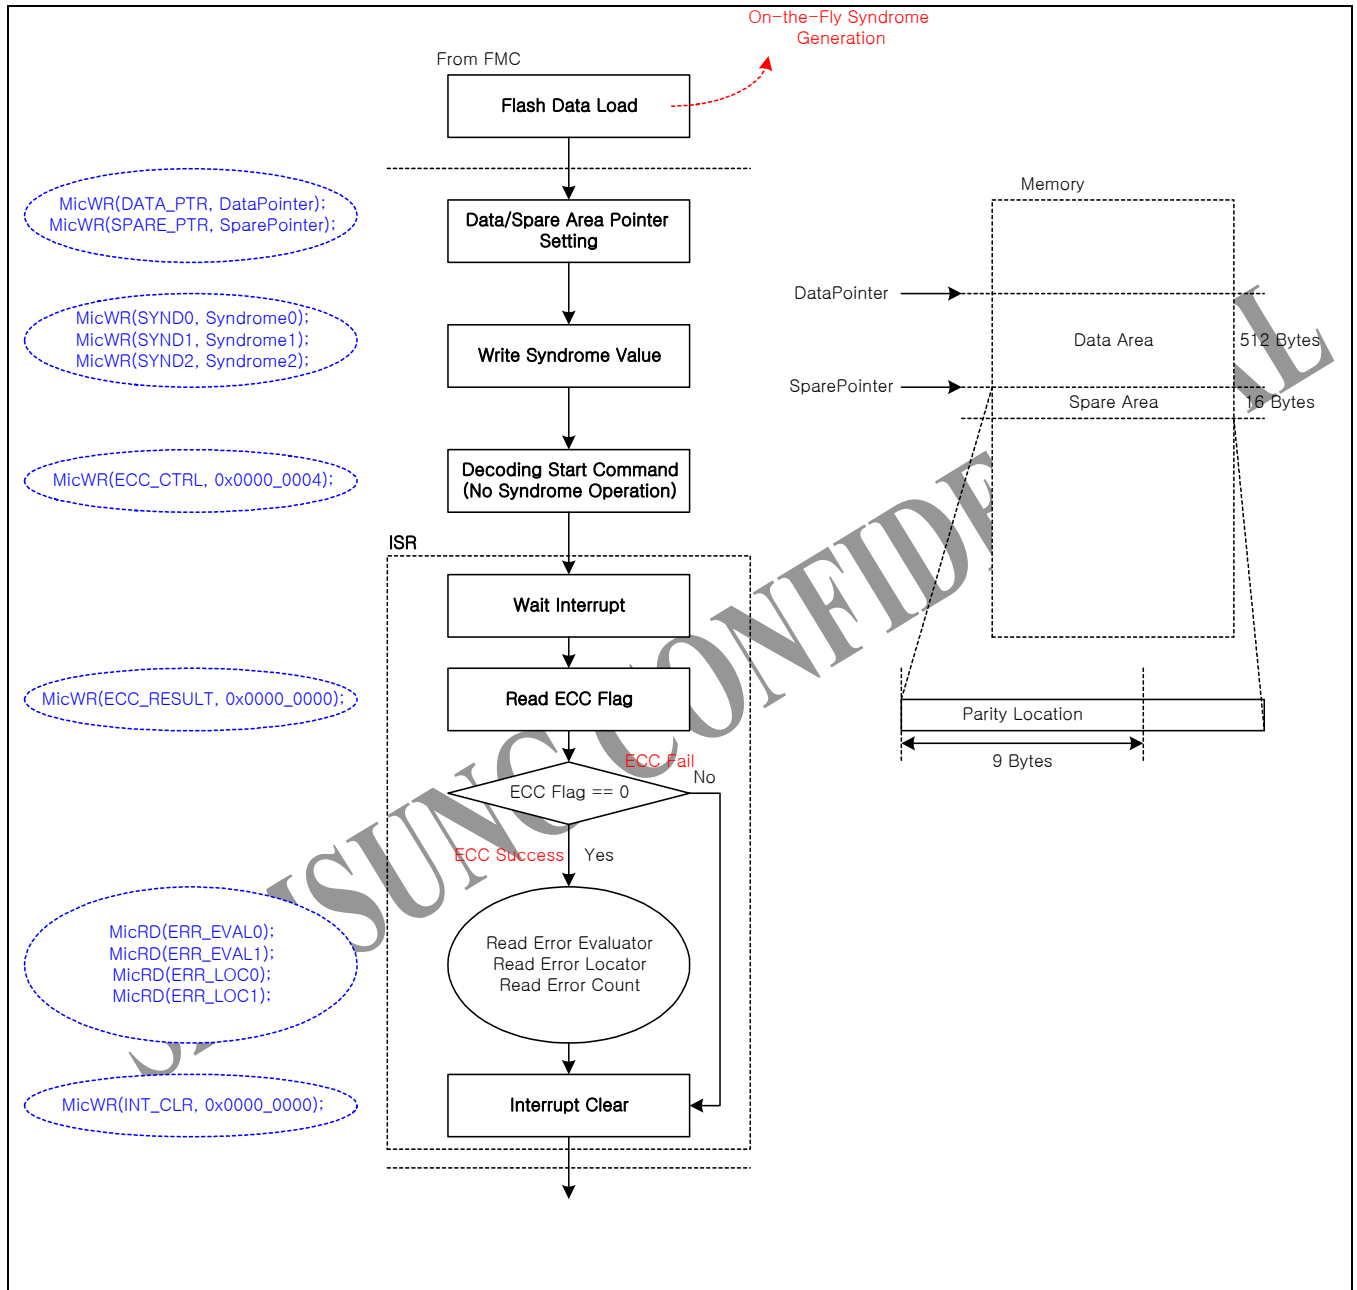 On-the-Fly Syndrome
Generation
From FMC
Flash Data Load
MicWR(DATA_PTR, DataPointer);
MicWR(SPARE_PTR, SparePointer);
Data/Spare Area Pointer
Setting
Memory
DataPointer
MicWR(SYND0, Syndrome0);
MicWR(SYND1, Syndrome1);
MicWR(SYND2, Syndrome2);
Write Syndrome Value
Data Area
512 Bytes
SparePointer
Spare Area
16 Bytes
MicWR(ECC_CTRL, 0x0000_0004);
Decoding Start Command
(No Syndrome Operation)
ISR
Wait Interrupt
MicWR(ECC_RESULT, 0x0000_0000);
Read ECC Flag
Parity Location
9 Bytes
ECC Fail
No
ECC Flag == 0
ECC Success
Yes
MicRD(ERR_EVAL0);
MicRD(ERR_EVAL1);
MicRD(ERR_LOC0);
MicRD(ERR_LOC1);
Read Error Evaluator
Read Error Locator
Read Error Count
MicWR(INT_CLR, 0x0000_0000);
Interrupt Clear